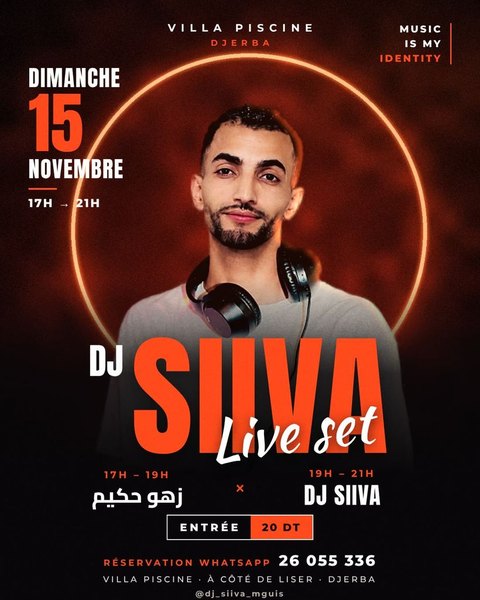 VILLA PISCINE
DJERBA
MUSIC
IS MY
IDENTITY
DIMANCHE
15
NOVEMBRE
17H → 21H
DJ SIIVA
Live set
17H – 19H
زهو حكيم
×
19H – 21H
DJ SIIVA
ENTRÉE 20 DT
RÉSERVATION WHATSAPP 26 055 336
VILLA PISCINE · À CÔTÉ DE LISER · DJERBA
@dj_siiva_mguis